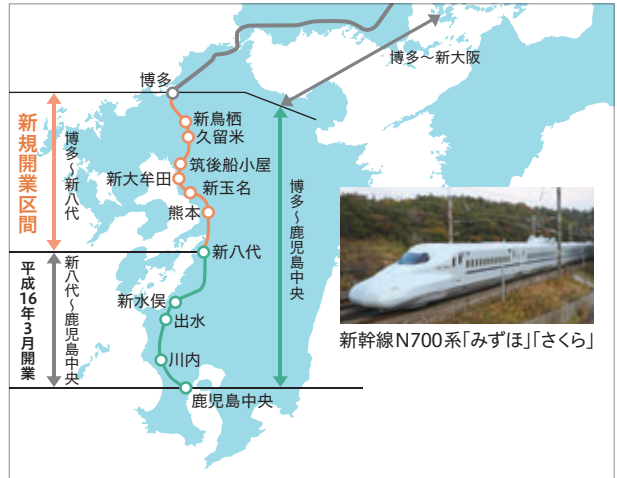 博多~新大阪
博多
新鳥栖
久留米
筑後船小屋
新大牟田
新玉名
熊本
新八代
新水俣
出水
川内
鹿児島中央
新規開業区間
博多~新八代
平成16年3月開業
新八代~鹿児島中央
博多~鹿児島中央
新幹線N700系「みずほ」「さくら」